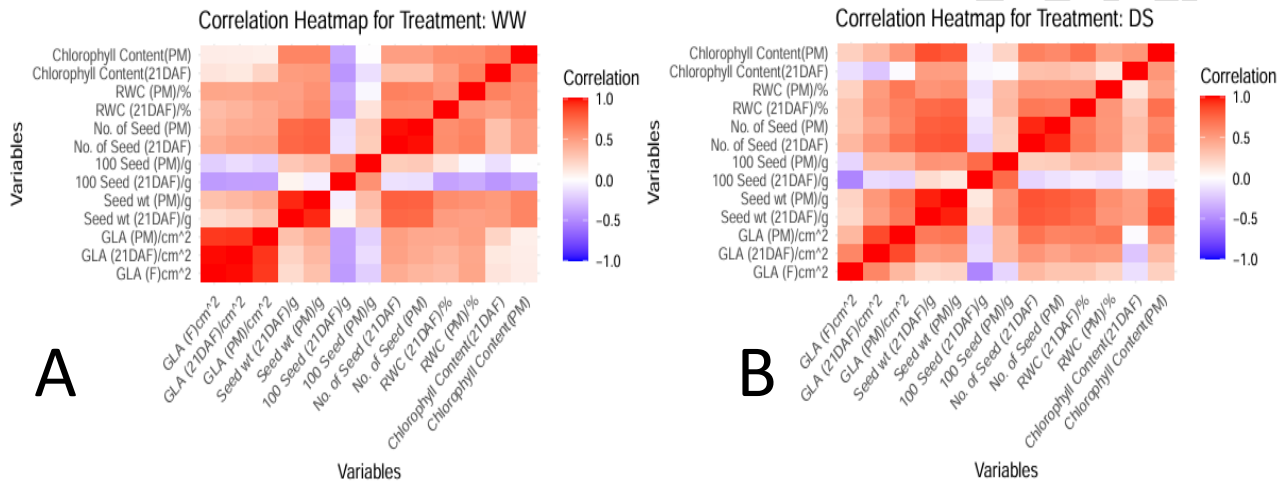 Correlation Heatmap for Treatment: WW
Variables
Chlorophyll Content(PM)
Chlorophyll Content(21DAF)
RWC (PM)/%
RWC (21DAF)/%
No. of Seed (PM)
No. of Seed (21DAF)
100 Seed (PM)/g
100 Seed (21DAF)/g
Seed wt (PM)/g
Seed wt (21DAF)/g
GLA (PM)/cm^2
GLA (21DAF)/cm^2
GLA (F)cm^2
GLA (F)cm^2
GLA (21DAF)/cm^2
GLA (PM)/cm^2
Seed wt (21DAF)/g
Seed wt (PM)/g
100 Seed (21DAF)/g
100 Seed (PM)/g
No. of Seed (21DAF)
No. of Seed (PM)
RWC (21DAF)/%
RWC (PM)/%
Chlorophyll Content(21DAF)
Chlorophyll Content(PM)
Variables
Correlation
1.0
0.5
0.0
−0.5
−1.0
A
Correlation Heatmap for Treatment: DS
Variables
Chlorophyll Content(PM)
Chlorophyll Content(21DAF)
RWC (PM)/%
RWC (21DAF)/%
No. of Seed (PM)
No. of Seed (21DAF)
100 Seed (PM)/g
100 Seed (21DAF)/g
Seed wt (PM)/g
Seed wt (21DAF)/g
GLA (PM)/cm^2
GLA (21DAF)/cm^2
GLA (F)cm^2
GLA (F)cm^2
GLA (21DAF)/cm^2
GLA (PM)/cm^2
Seed wt (21DAF)/g
Seed wt (PM)/g
100 Seed (21DAF)/g
100 Seed (PM)/g
No. of Seed (21DAF)
No. of Seed (PM)
RWC (21DAF)/%
RWC (PM)/%
Chlorophyll Content(21DAF)
Chlorophyll Content(PM)
Variables
Correlation
1.0
0.5
0.0
−0.5
−1.0
B